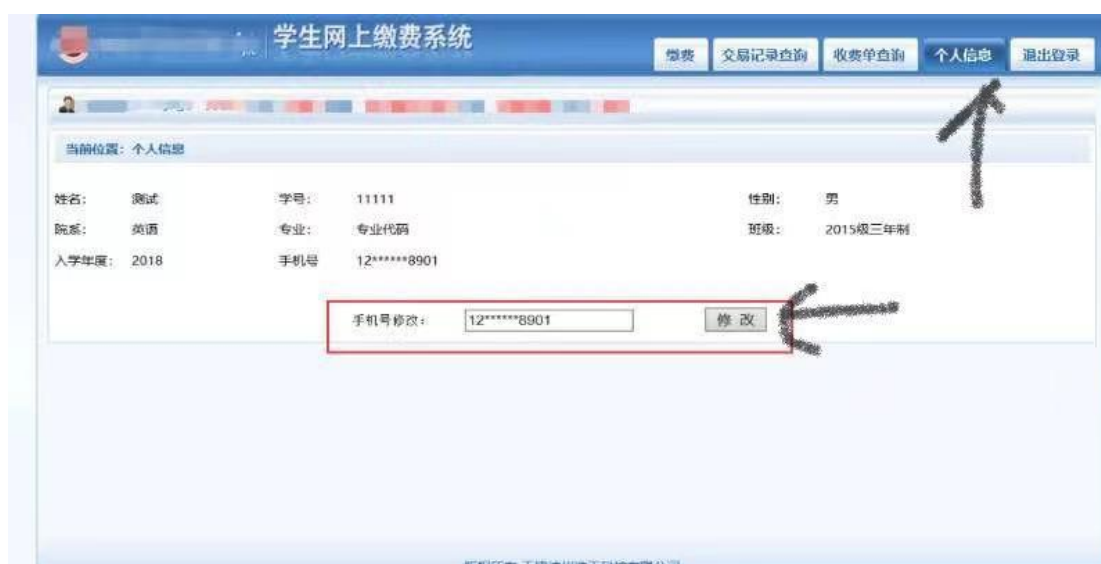 学生网上缴费系统
缴费 交易记录查询 收费单查询 个人信息 退出登录
当前位置: 个人信息
姓名: 测试 学号: 11111 性别: 男
院系: 英语 专业: 专业代码 班级: 2015级三年制
入学年度: 2018 手机号 12******8901
手机号修改: 12******8901 修 改